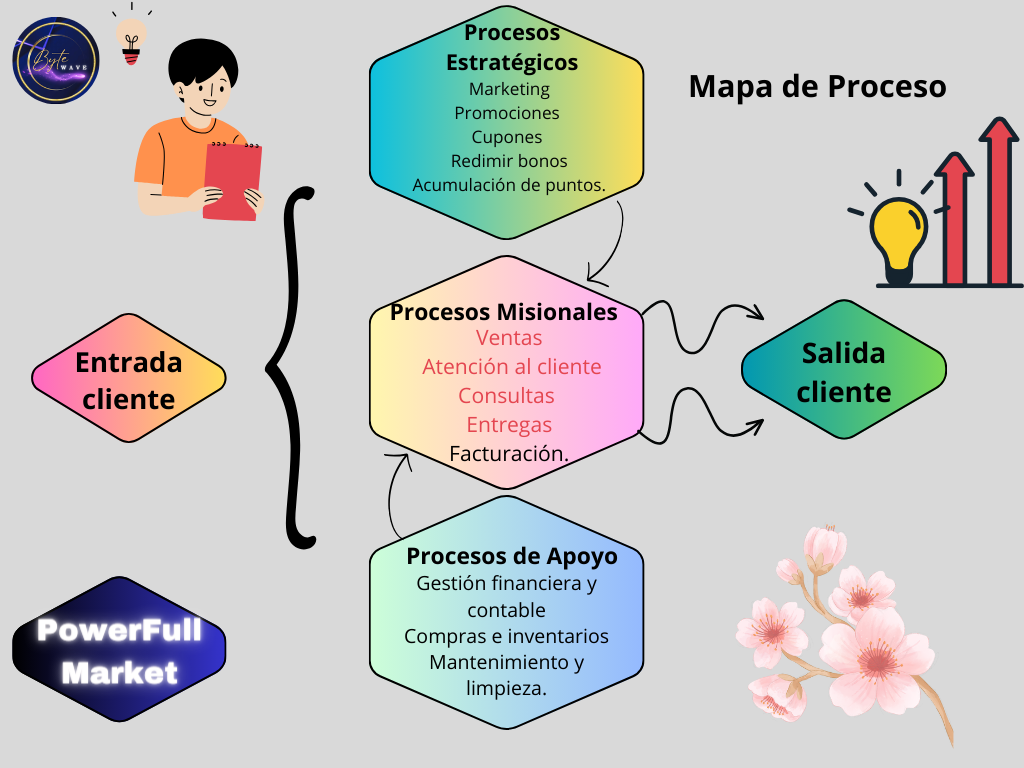 Byte
WAVE
Mapa de Proceso
Procesos
Estratégicos
Marketing
Promociones
Cupones
Redimir bonos
Acumulación de puntos.
Entrada
cliente
Procesos Misionales
Ventas
Atención al cliente
Consultas
Entregas
Facturación.
Salida
cliente
Procesos de Apoyo
Gestión financiera y
contable
Compras e inventarios
Mantenimiento y
limpieza.
PowerFull
Market